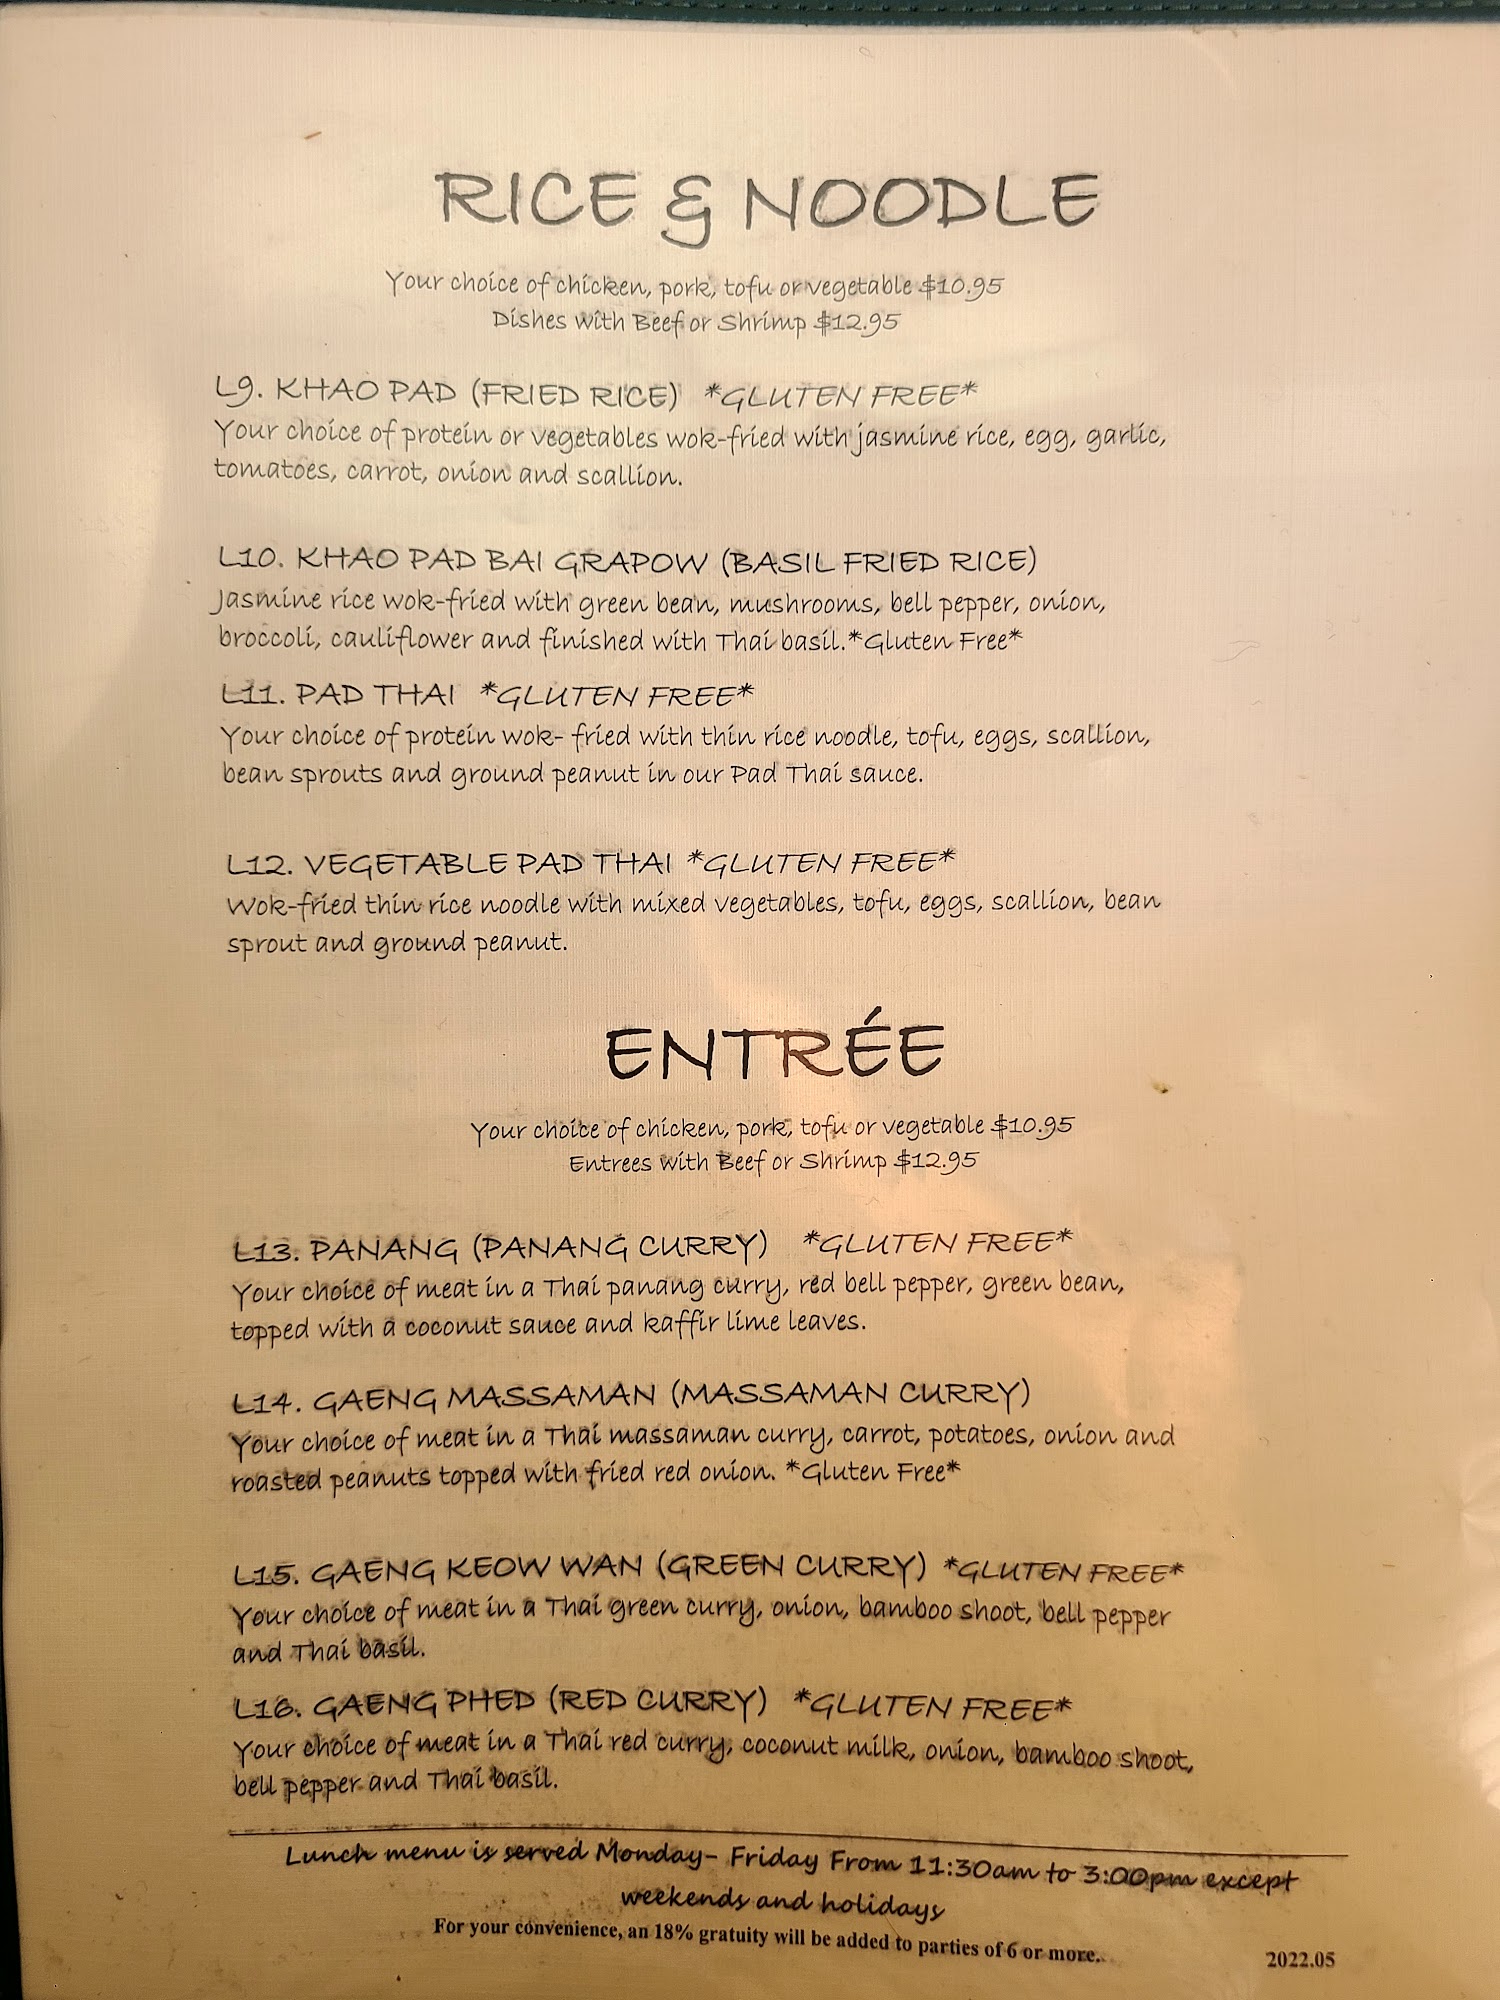 RICE & NOODLE
Your choice of chicken, pork, tofu or vegetable $10.95
Dishes with Beef or Shrimp $12.95
L9. KHAO PAD (FRIED RICE) *GLUTEN FREE*
Your choice of protein or vegetables wok-fried with jasmine rice, egg, garlic,
tomatoes, carrot, onion and scallion.
L10. KHAO PAD BAI GRAPOW (BASIL FRIED RICE)
Jasmine rice wok-fried with green bean, mushrooms, bell pepper, onion,
broccoli, cauliflower and finished with Thai basil.*Gluten Free*
L11. PAD THAI *GLUTEN FREE*
Your choice of protein wok- fried with thin rice noodle, tofu, eggs, scallion,
bean sprouts and ground peanut in our Pad Thai sauce.
L12. VEGETABLE PAD THAI *GLUTEN FREE*
Wok-fried thin rice noodle with mixed vegetables, tofu, eggs, scallion, bean
sprout and ground peanut.
ENTRÉE
Your choice of chicken, pork, tofu or vegetable $10.95
Entrees with Beef or Shrimp $12.95
L13. PANANG (PANANG CURRY) *GLUTEN FREE*
Your choice of meat in a Thai panang curry, red bell pepper, green bean,
topped with a coconut sauce and kaffir lime leaves.
L14. GAENG MASSAMAN (MASSAMAN CURRY)
Your choice of meat in a Thai massaman curry, carrot, potatoes, onion and
roasted peanuts topped with fried red onion. *Gluten Free*
L15. GAENG KEOW WAN (GREEN CURRY) *GLUTEN FREE*
Your choice of meat in a Thai green curry, onion, bamboo shoot, bell pepper
and Thai basil.
L16. GAENG PHED (RED CURRY) *GLUTEN FREE*
Your choice of meat in a Thai red curry, coconut milk, onion, bamboo shoot,
bell pepper and Thai basil.
Lunch menu is served Monday- Friday From 11:30am to 3:00pm except
weekends and holidays
For your convenience, an 18% gratuity will be added to parties of 6 or more.
2022.05